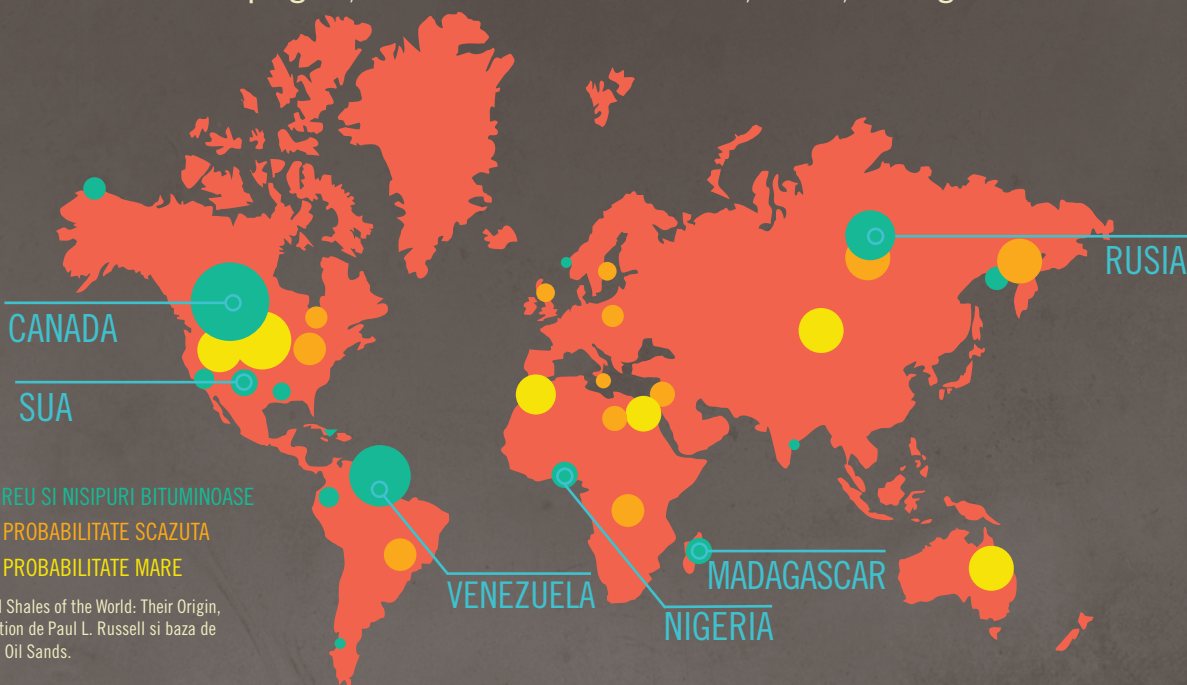 RUSIA
CANADA
SUA
REU SI NISIPURI BITUMINOASE
PROBABILITATE SCAZUTA
PROBABILITATE MARE
VENEZUELA
MADAGASCAR
NIGERIA
Shales of the World: Their Origin,
de Paul L. Russell si baza de
Oil Sands.